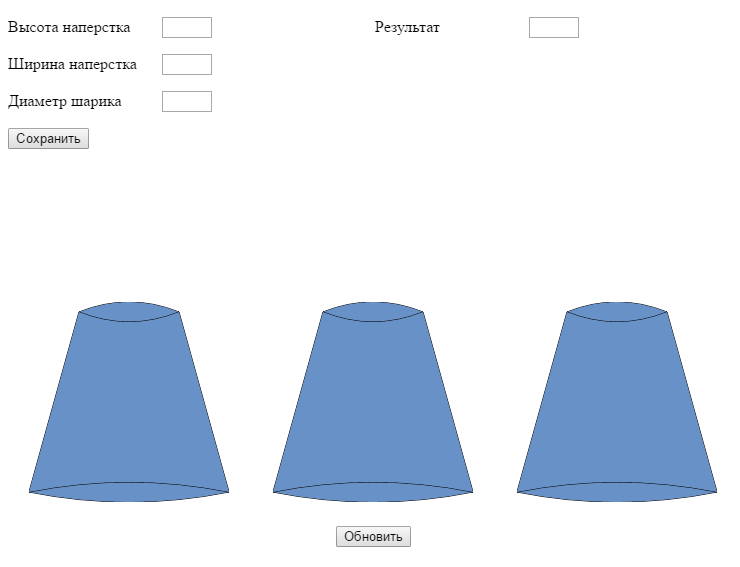 Высота наперстка
Результат
Ширина наперстка
Диаметр шарика
Сохранить
Обновить